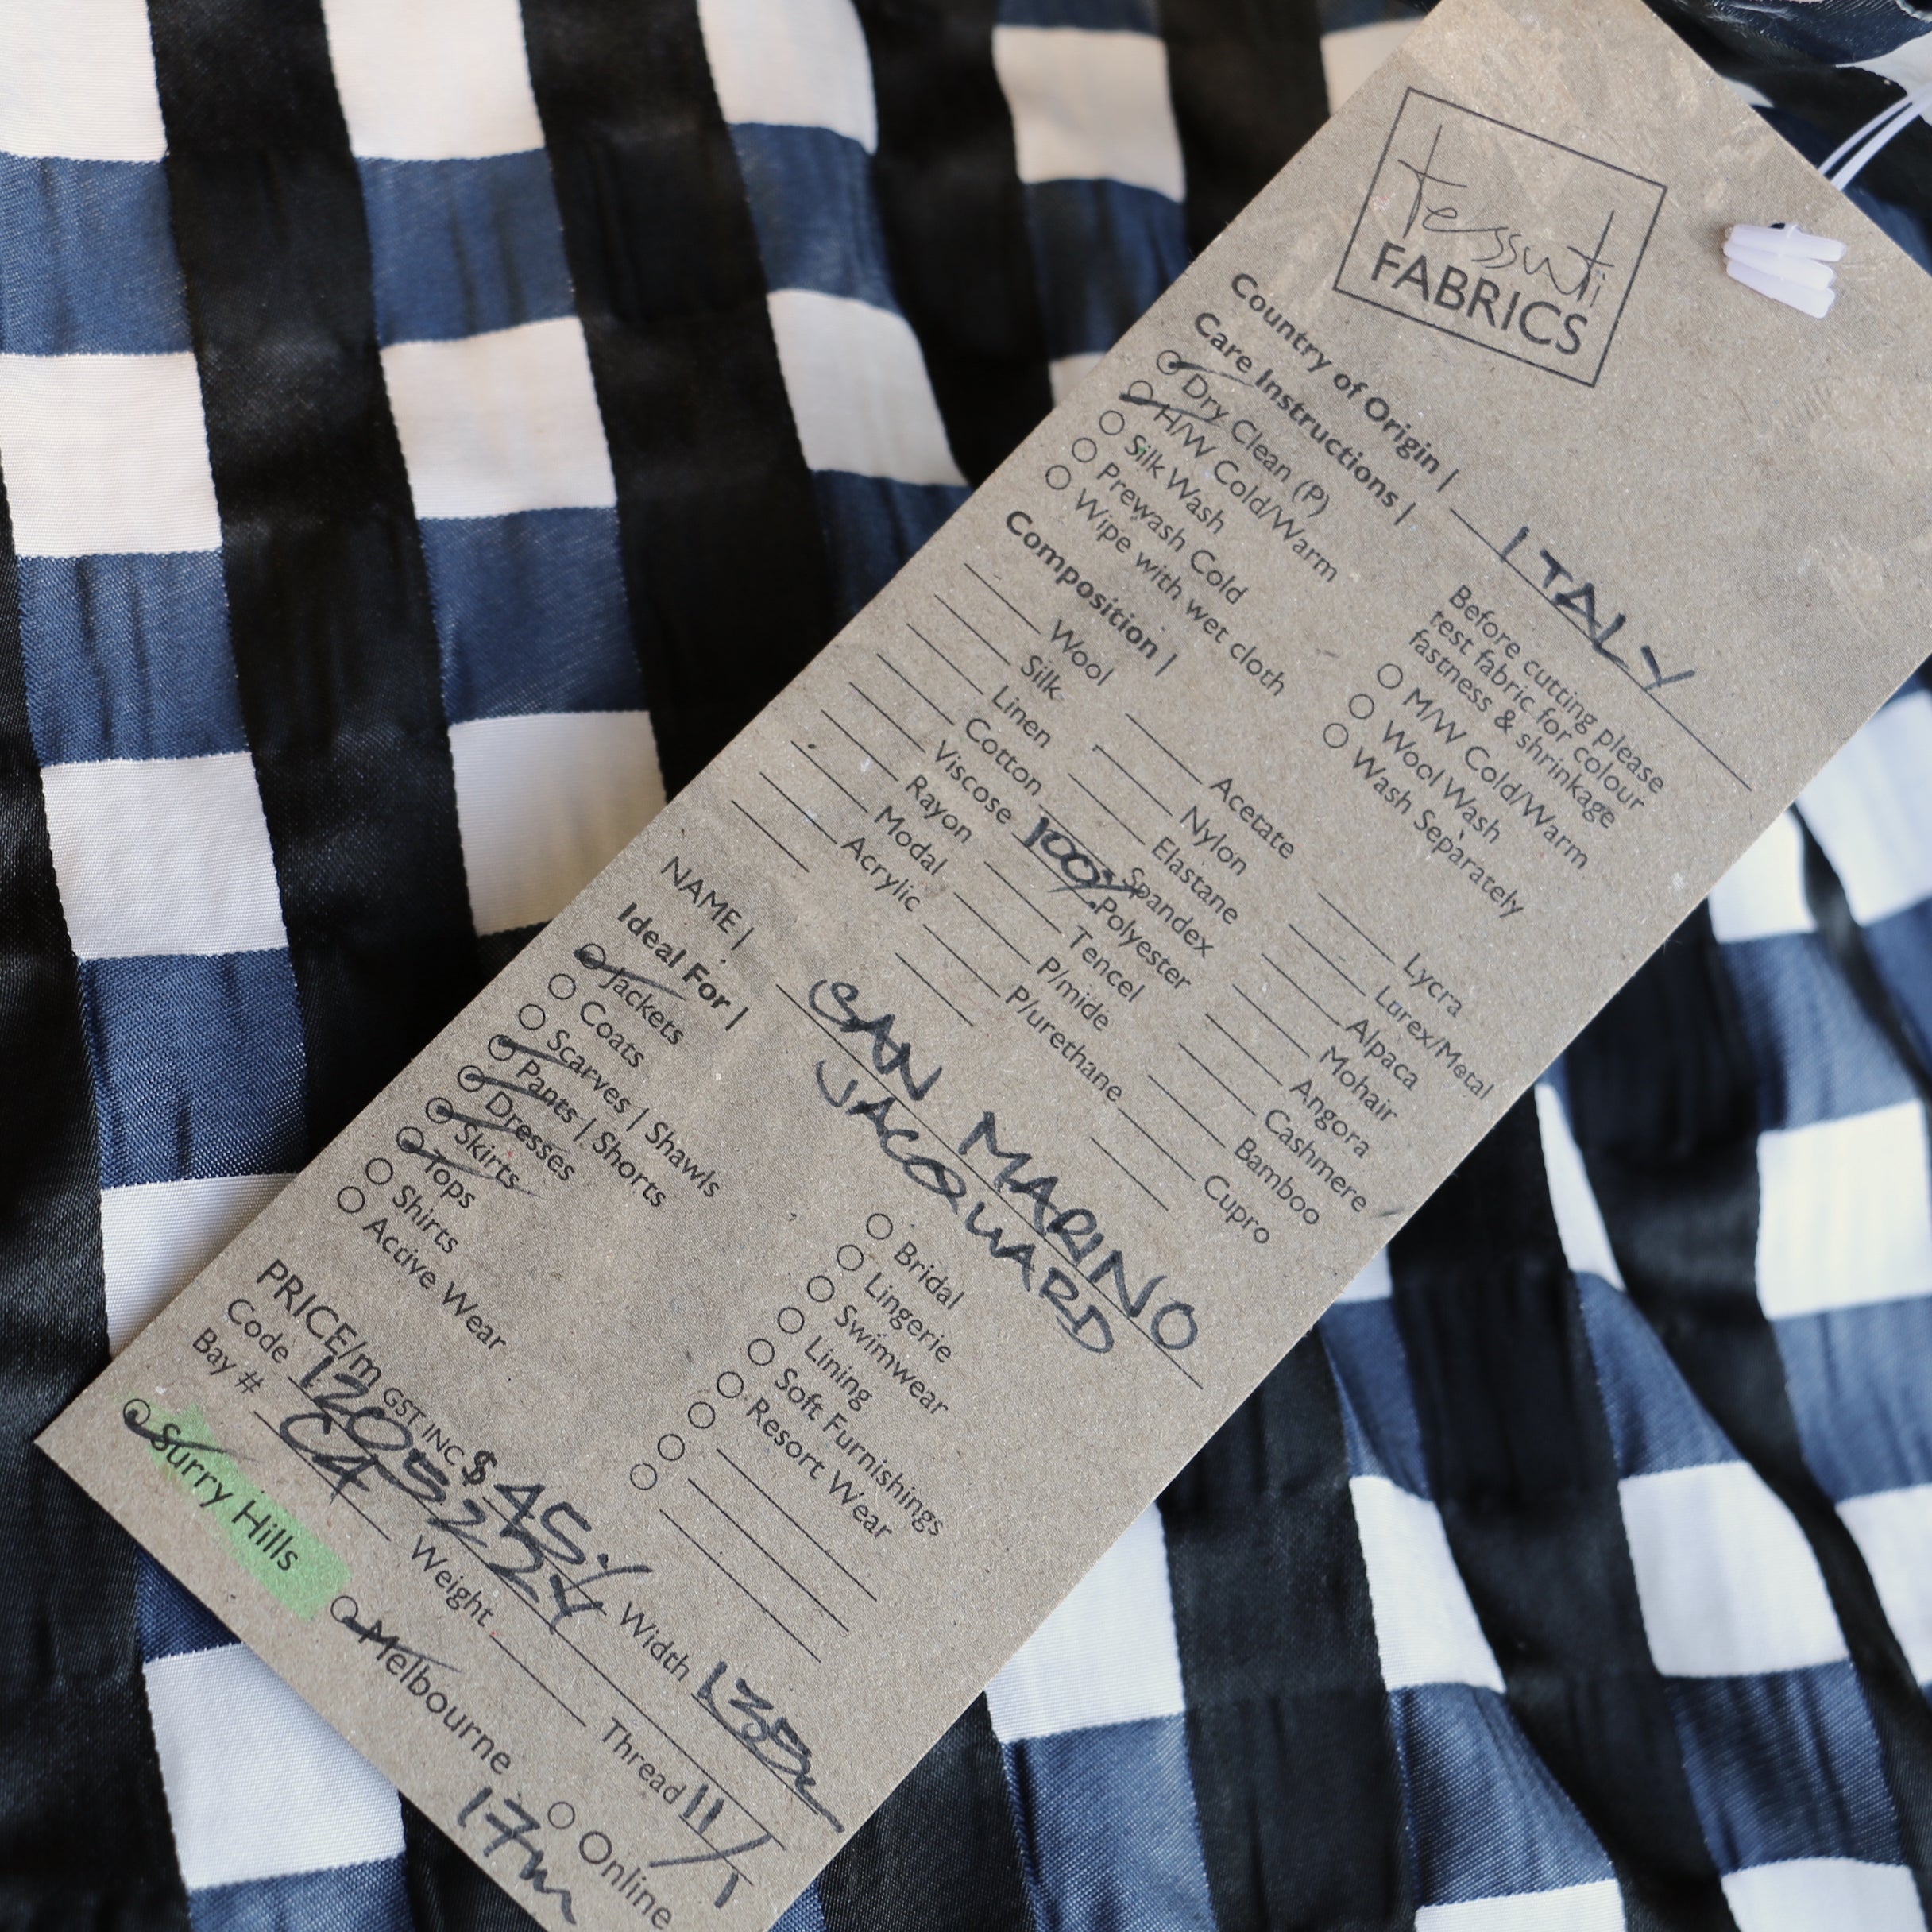 tessuti
FABRICS
Country of Origin | ITALY
Care Instructions |
Dry Clean (P)
H/W Cold/Warm
Silk Wash
Prewash Cold
Wipe with wet cloth
Before cutting please
test fabric for colour
fastness & shrinkage
M/W Cold/Warm
Wool Wash
Wash Separately
Composition |
Wool
Silk
Linen
Cotton
Viscose
Rayon
Modal
Acrylic
Acetate
Nylon
Elastane
Spandex
100% Polyester
Tencel
P/mide
P/urethane
Lycra
Lurex/Metal
Alpaca
Mohair
Angora
Cashmere
Bamboo
Cupro
NAME | SAN MARINO
JACQUARD
Ideal For |
Jackets
Coats
Scarves | Shawls
Pants | Shorts
Dresses
Skirts
Tops
Shirts
Active Wear
Bridal
Lingerie
Swimwear
Lining
Soft Furnishings
Resort Wear
PRICE/m GST INC $ 45
Code
Width
Bay # C4 Weight Thread 11/1
Surry Hills Melbourne Online
17m